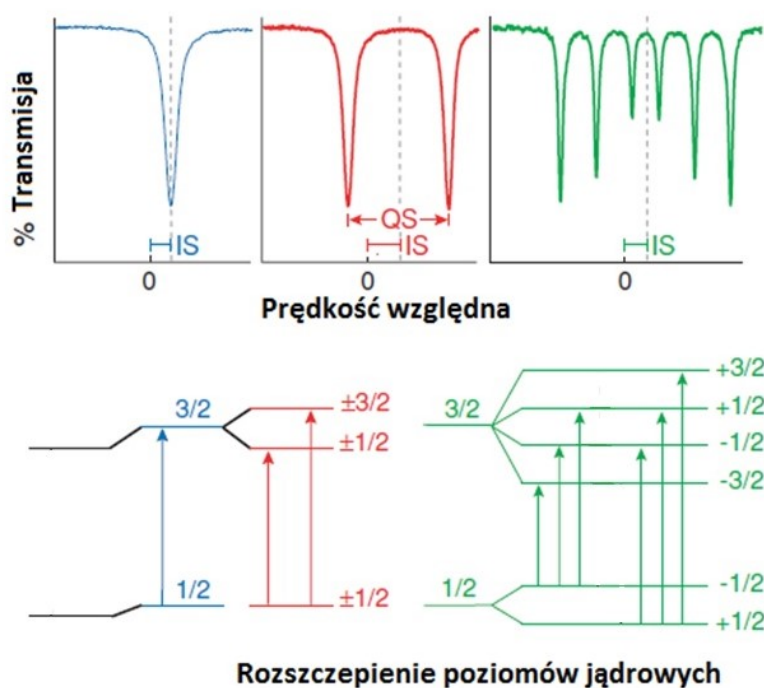 % Transmisja
IS
QS
IS
IS
0
0
0
Prędkość względna
3/2
1/2
±3/2
±1/2
±1/2
3/2
1/2
+3/2
+1/2
-1/2
-3/2
-1/2
+1/2
Rozszczepienie poziomów jądrowych